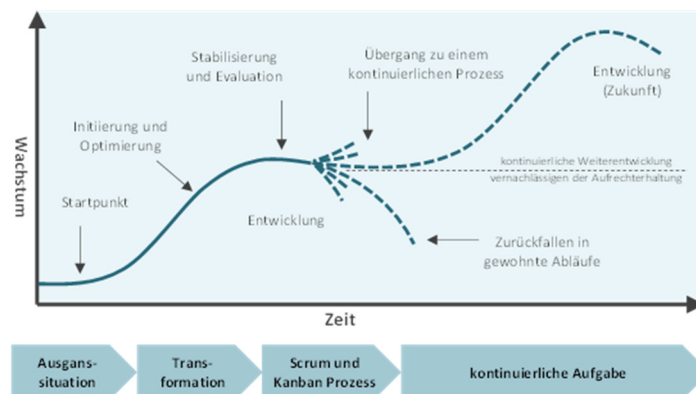 Stabilisierung
und Evaluation
Übergang zu einem
kontinuierlichen Prozess
Entwicklung
(Zukunft)
Initiierung und
Optimierung
Wachstum
kontinuierliche Weiterentwicklung
vernachlässigen der Aufrechterhaltung
Startpunkt
Entwicklung
Zurückfallen in
gewohnte Abläufe
Zeit
Ausgans-
situation
Trans-
formation
Scrum und
Kanban Prozess
kontinuierliche Aufgabe